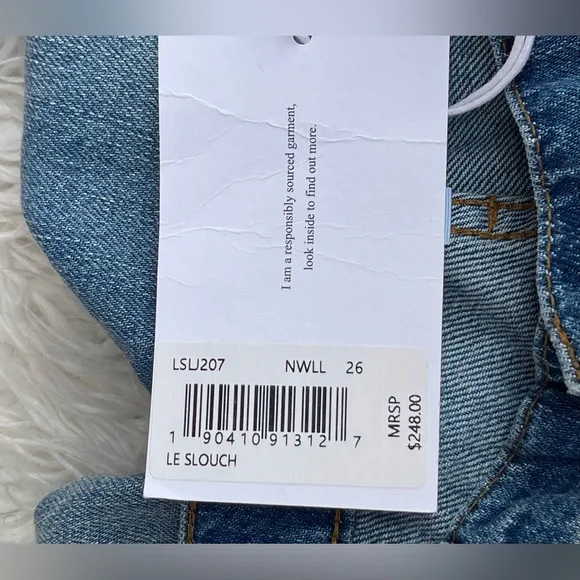 I am a responsibly sourced garment,
look inside to find out more.
LSLJ207 NWLL 26
1 90410 91312 7
LE SLOUCH
MRSP
$248.00